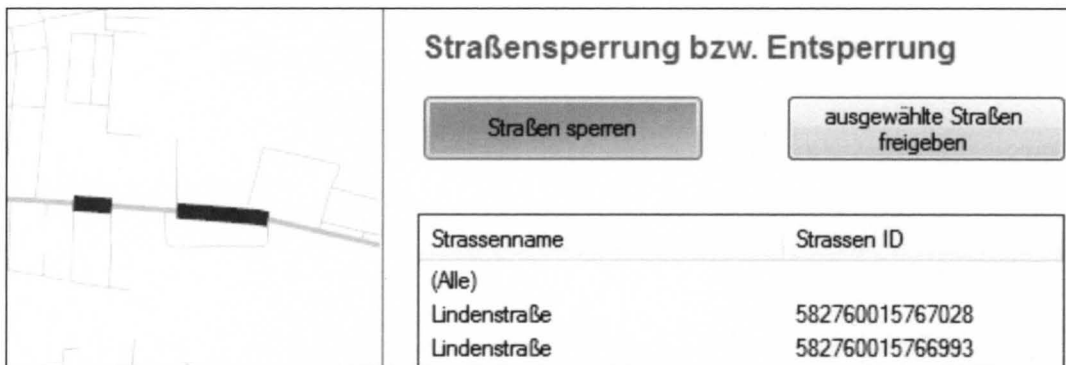 Straßensperrung bzw. Entsperrung
Straßen sperren
ausgewählte Straßen
freigeben
Strassenname Strassen ID
(Alle)
Lindenstraße 582760015767028
Lindenstraße 582760015766993